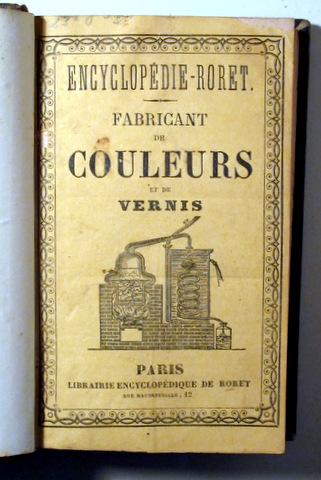 ENCYCLOPÉDIE-RORET.
FABRICANT
DE
COULEURS
ET DE
VERNIS
PARIS
LIBRAIRIE ENCYCLOPÉDIQUE DE RORET
RUE HAUTEFEUILLE, 12